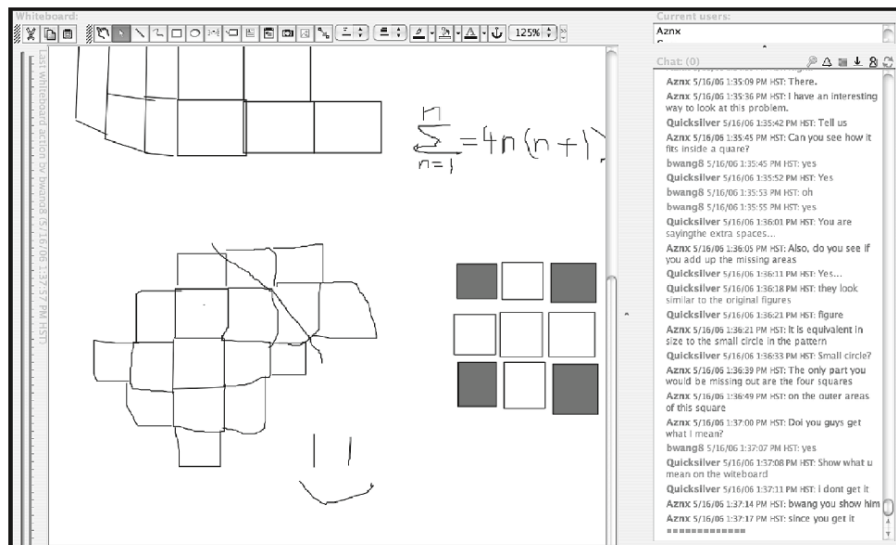 Whiteboard:
125%
Last whiteboard action by bwang8 (5/16/06 1:37:57 PM HST)
n
∑ = 4n(n+1)
n=1
Current users:
Aznx
Chat: (0)
Aznx 5/16/06 1:35:09 PM HST: There.
Aznx 5/16/06 1:35:36 PM HST: I have an interesting
way to look at this problem.
Quicksilver 5/16/06 1:35:42 PM HST: Tell us
Aznx 5/16/06 1:35:45 PM HST: Can you see how it
fits inside a quare?
bwang8 5/16/06 1:35:45 PM HST: yes
Quicksilver 5/16/06 1:35:52 PM HST: Yes
bwang8 5/16/06 1:35:53 PM HST: oh
bwang8 5/16/06 1:35:55 PM HST: yes
Quicksilver 5/16/06 1:36:01 PM HST: You are
sayingthe extra spaces...
Aznx 5/16/06 1:36:05 PM HST: Also, do you see if
you add up the missing areas
Quicksilver 5/16/06 1:36:11 PM HST: Yes...
Quicksilver 5/16/06 1:36:18 PM HST: they look
similar to the original figures
Quicksilver 5/16/06 1:36:21 PM HST: figure
Aznx 5/16/06 1:36:21 PM HST: It is equivalent in
size to the small circle in the pattern
Quicksilver 5/16/06 1:36:33 PM HST: Small circle?
Aznx 5/16/06 1:36:39 PM HST: The only part you
would be missing out are the four squares
Aznx 5/16/06 1:36:49 PM HST: on the outer areas
of this square
Aznx 5/16/06 1:37:00 PM HST: Doi you guys get
what I mean?
bwang8 5/16/06 1:37:07 PM HST: yes
Quicksilver 5/16/06 1:37:08 PM HST: Show what u
mean on the witeboard
Quicksilver 5/16/06 1:37:11 PM HST: i dont get it
Aznx 5/16/06 1:37:14 PM HST: bwang you show him
Aznx 5/16/06 1:37:17 PM HST: since you get it
=============